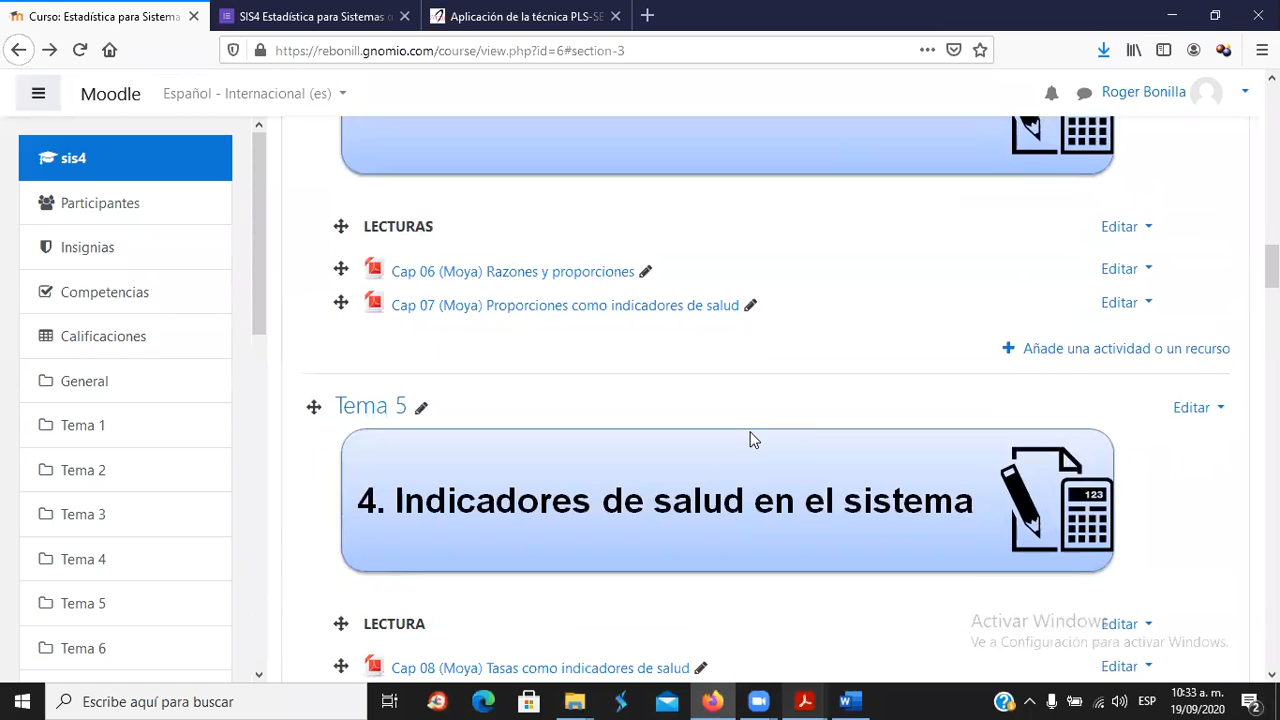 Curso: Estadística para Sistemas
SIS4 Estadística para Sistemas
Aplicación de la técnica PLS-SE
https://rebonill.gnomio.com/course/view.php?id=6#section-3
Moodle
Español - Internacional (es)
Roger Bonilla
sis4
Participantes
Insignias
Competencias
Calificaciones
General
Tema 1
Tema 2
Tema 3
Tema 4
Tema 5
Tema 6
LECTURAS
Editar
Cap 06 (Moya) Razones y proporciones
Editar
Cap 07 (Moya) Proporciones como indicadores de salud
Editar
Añade una actividad o un recurso
Tema 5
Editar
4. Indicadores de salud en el sistema
123
LECTURA
Editar
Cap 08 (Moya) Tasas como indicadores de salud
Editar
Activar Windows
Ve a Configuración para activar Windows.
Escribe aquí para buscar
ESP
10:33 a. m.
19/09/2020
2